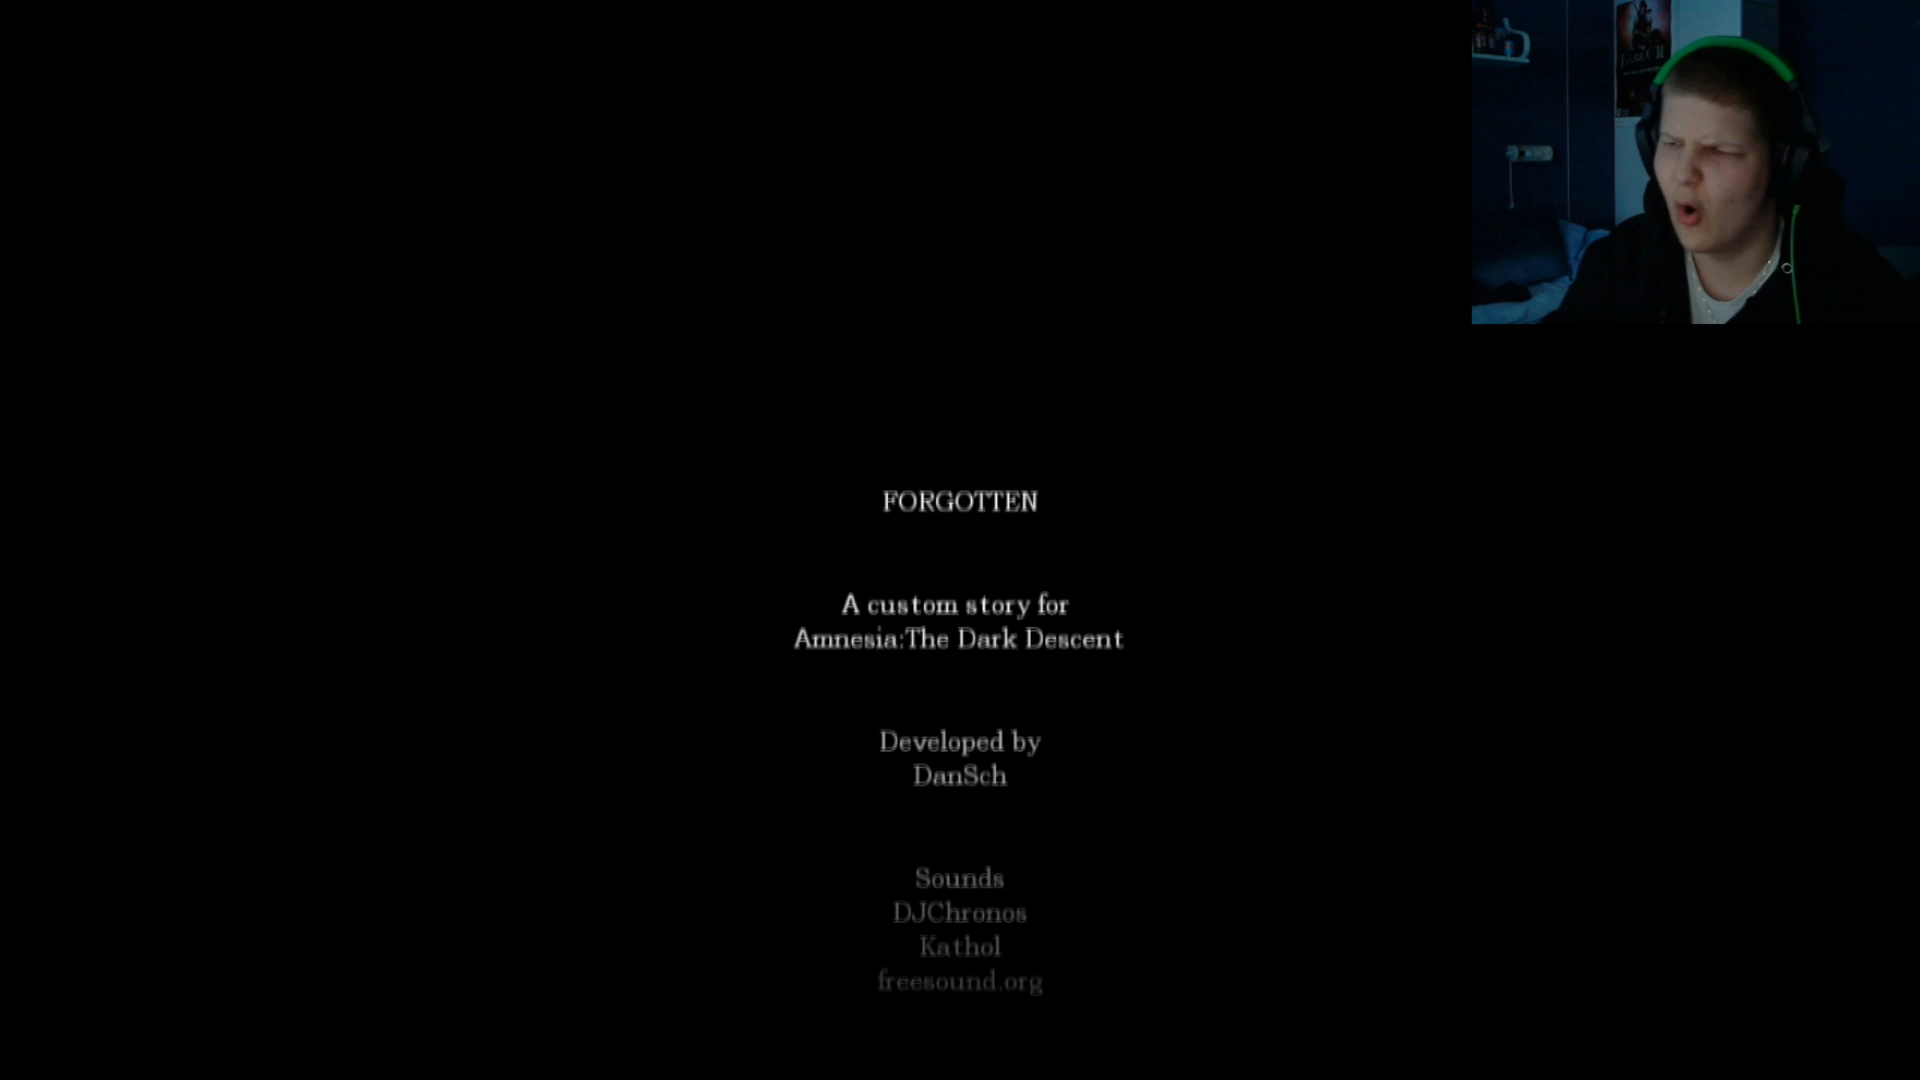 FORGOTTEN
A custom story for
Amnesia:The Dark Descent
Developed by
DanSch
Sounds
DJChronos
Kathol
freesound.org